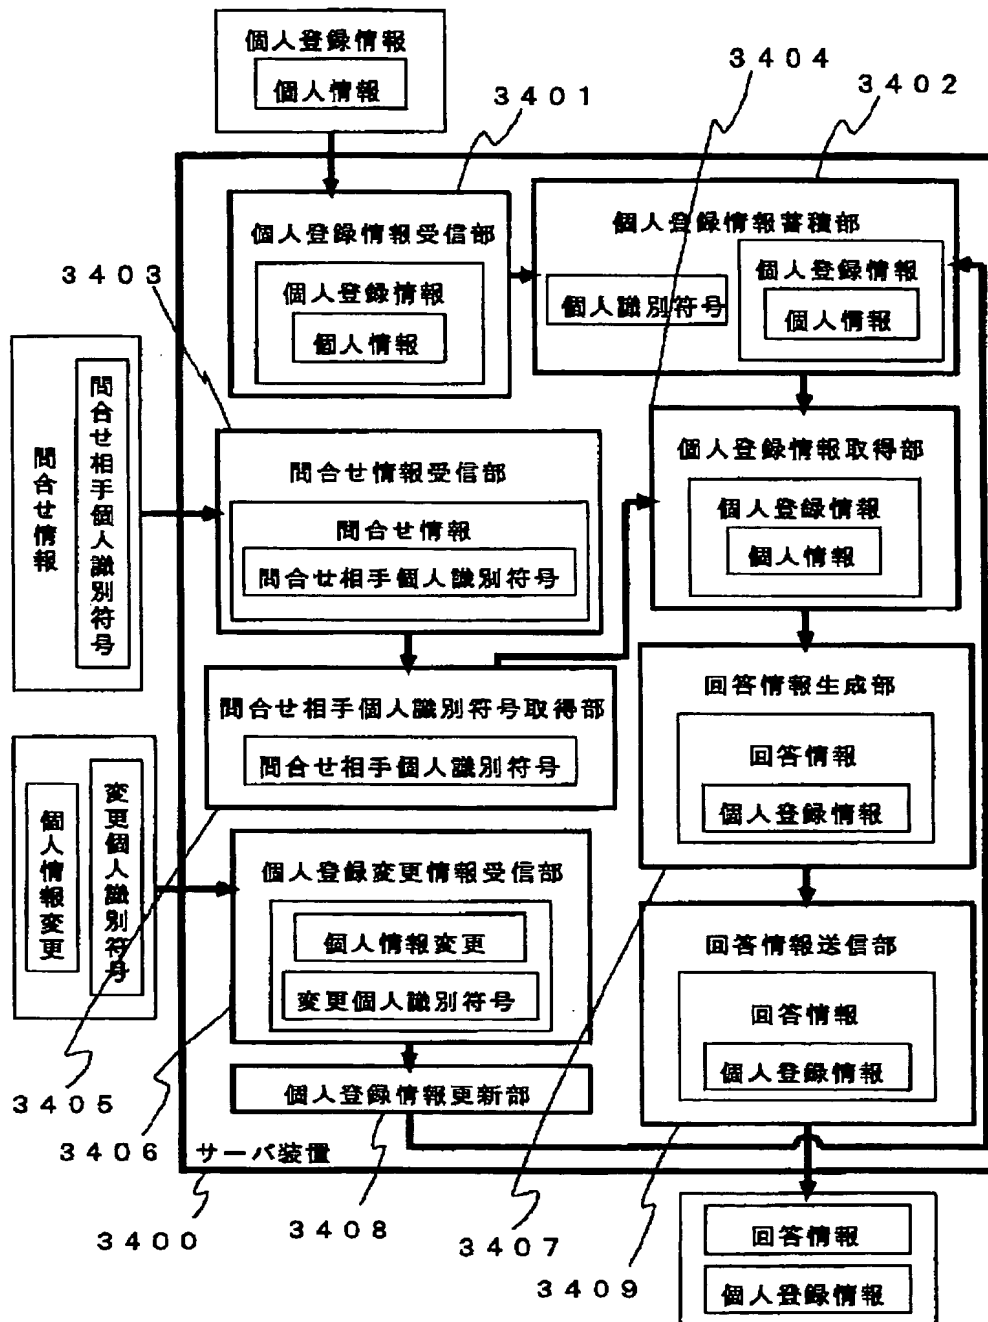 個人登録情報
個人情報
3404
3401
3402
個人登録情報受信部
個人登録情報
個人情報
個人登録情報蓄積部
個人識別符号
個人登録情報
個人情報
3403
問合せ情報
問合せ相手個人識別符号
問合せ情報受信部
問合せ情報
問合せ相手個人識別符号
個人登録情報取得部
個人登録情報
個人情報
問合せ相手個人識別符号取得部
問合せ相手個人識別符号
回答情報生成部
回答情報
個人登録情報
個人情報変更
変更個人識別符号
個人登録変更情報受信部
個人情報変更
変更個人識別符号
回答情報送信部
回答情報
個人登録情報
個人登録情報更新部
3405
3406
サーバ装置
3400
3408
3407
3409
回答情報
個人登録情報